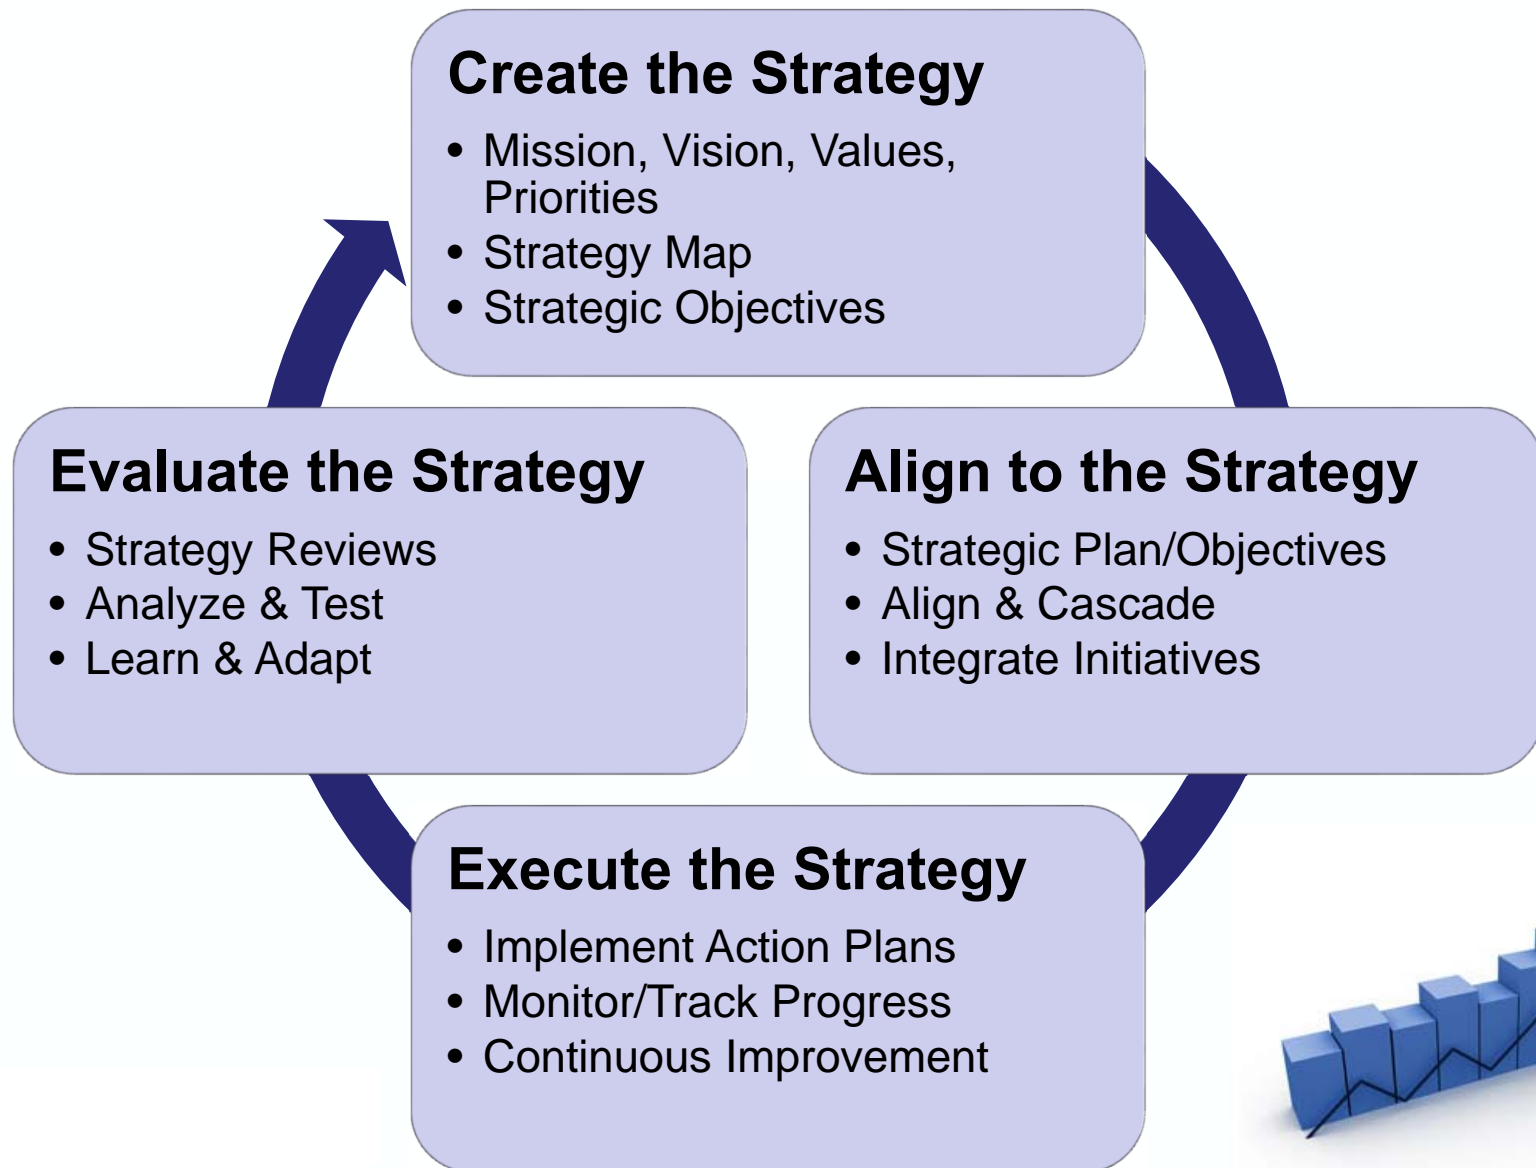 Create the Strategy
• Mission, Vision, Values,
Priorities
• Strategy Map
• Strategic Objectives
Evaluate the Strategy
• Strategy Reviews
• Analyze & Test
• Learn & Adapt
Align to the Strategy
• Strategic Plan/Objectives
• Align & Cascade
• Integrate Initiatives
Execute the Strategy
• Implement Action Plans
• Monitor/Track Progress
• Continuous Improvement